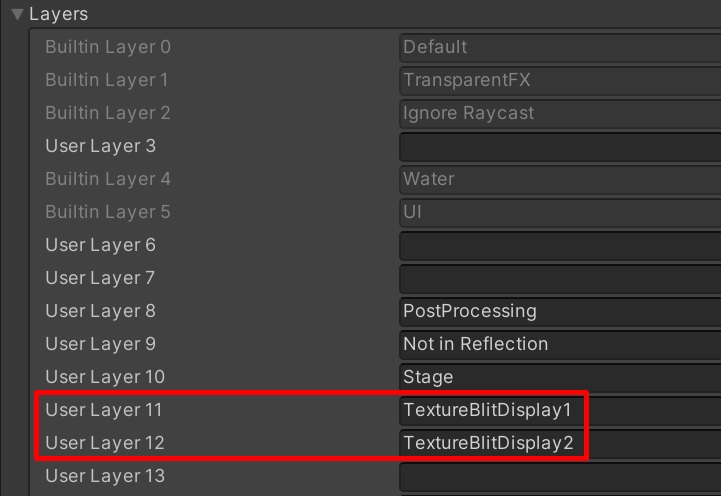 Layers
Builtin Layer 0 Default
Builtin Layer 1 TransparentFX
Builtin Layer 2 Ignore Raycast
User Layer 3
Builtin Layer 4 Water
Builtin Layer 5 UI
User Layer 6
User Layer 7
User Layer 8 PostProcessing
User Layer 9 Not in Reflection
User Layer 10 Stage
User Layer 11 TextureBlitDisplay1
User Layer 12 TextureBlitDisplay2
User Layer 13